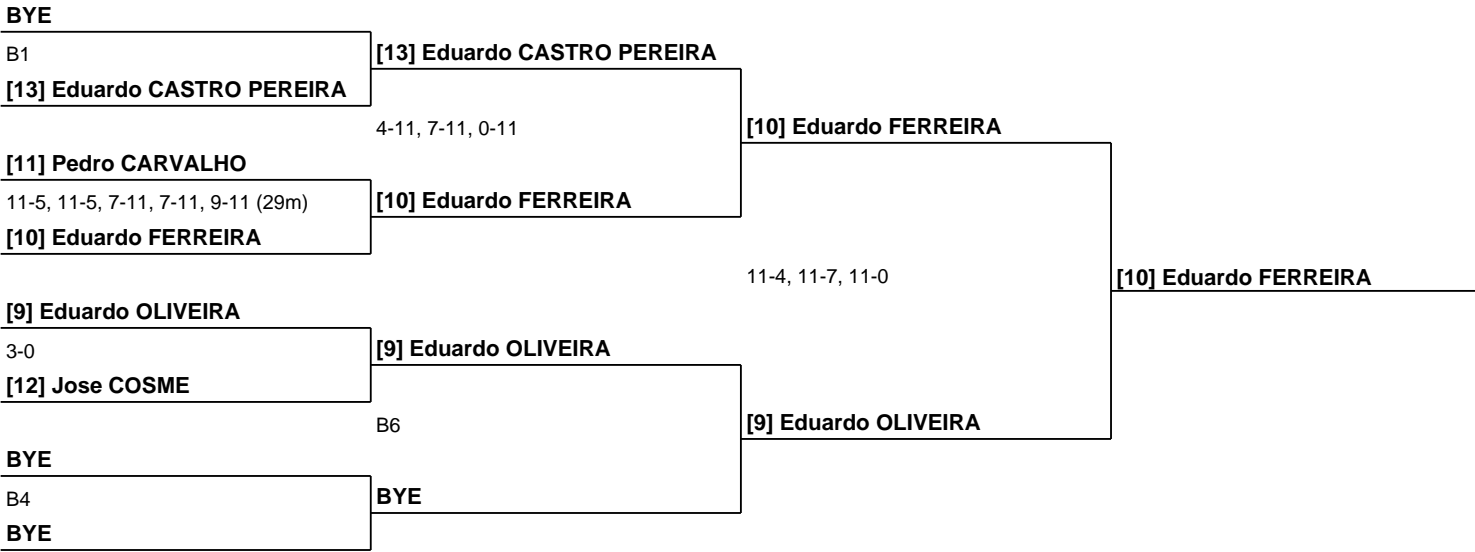 BYE
B1
[13] Eduardo CASTRO PEREIRA
[13] Eduardo CASTRO PEREIRA
4-11, 7-11, 0-11
[10] Eduardo FERREIRA
[11] Pedro CARVALHO
11-5, 11-5, 7-11, 7-11, 9-11 (29m)
[10] Eduardo FERREIRA
[10] Eduardo FERREIRA
11-4, 11-7, 11-0
[10] Eduardo FERREIRA
[9] Eduardo OLIVEIRA
3-0
[9] Eduardo OLIVEIRA
[12] Jose COSME
B6
[9] Eduardo OLIVEIRA
BYE
B4
BYE
BYE